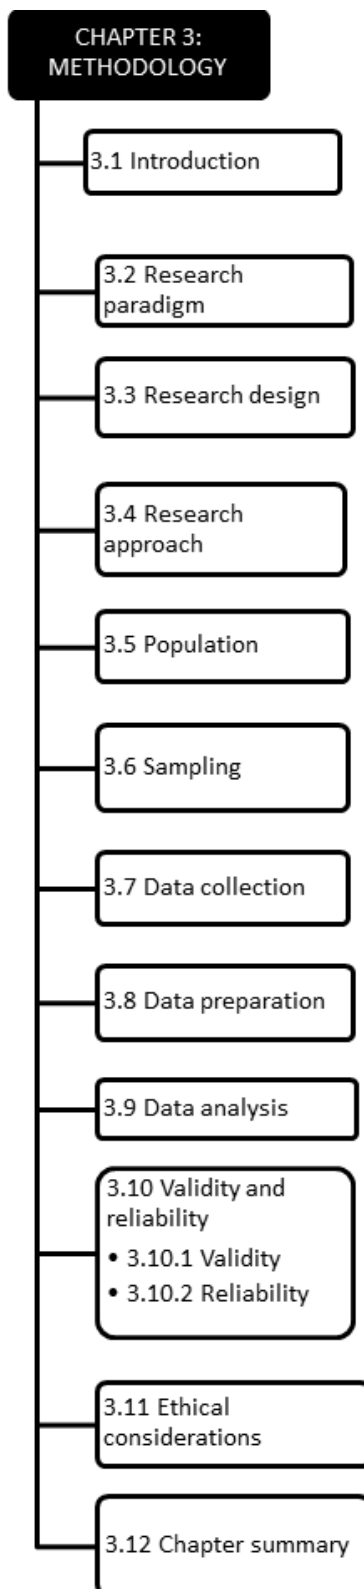 CHAPTER 3:
METHODOLOGY
3.1 Introduction
3.2 Research
paradigm
3.3 Research design
3.4 Research
approach
3.5 Population
3.6 Sampling
3.7 Data collection
3.8 Data preparation
3.9 Data analysis
3.10 Validity and
reliability
• 3.10.1 Validity
• 3.10.2 Reliability
3.11 Ethical
considerations
3.12 Chapter summary